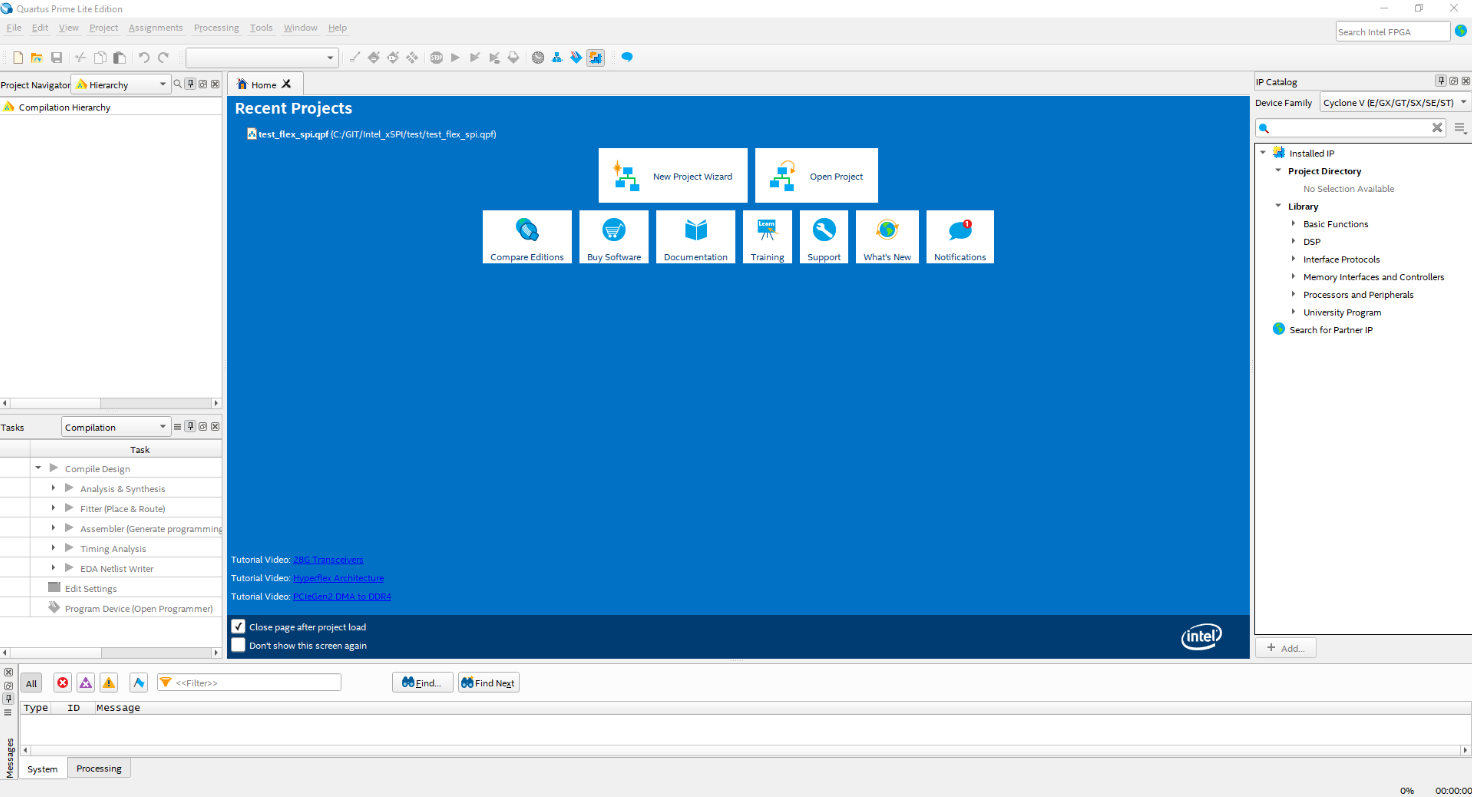 Quartus Prime Lite Edition
File Edit View Project Assignments Processing Tools Window Help
Search Intel FPGA
Project Navigator Hierarchy
Compilation Hierarchy
Home
Recent Projects
test_flex_spi.qpf (C:/GIT/Intel_xSPI/test/test_flex_spi.qpf)
New Project Wizard
Open Project
Compare Editions
Buy Software
Documentation
Learn
Training
Support
What's New
1
Notifications
Tutorial Video: 28G Transceivers
Tutorial Video: Hyperflex Architecture
Tutorial Video: PCIeGen2 DMA to DDR4
Close page after project load
Don't show this screen again
intel
IP Catalog
Device Family Cyclone V (E/GX/GT/SX/SE/ST)
Installed IP
Project Directory
No Selection Available
Library
Basic Functions
DSP
Interface Protocols
Memory Interfaces and Controllers
Processors and Peripherals
University Program
Search for Partner IP
+ Add...
Tasks Compilation
Task
Compile Design
Analysis & Synthesis
Fitter (Place & Route)
Assembler (Generate programming
Timing Analysis
EDA Netlist Writer
Edit Settings
Program Device (Open Programmer)
Messages
All
<<Filter>>
Find...
Find Next
Type ID Message
System Processing
0% 00:00:00